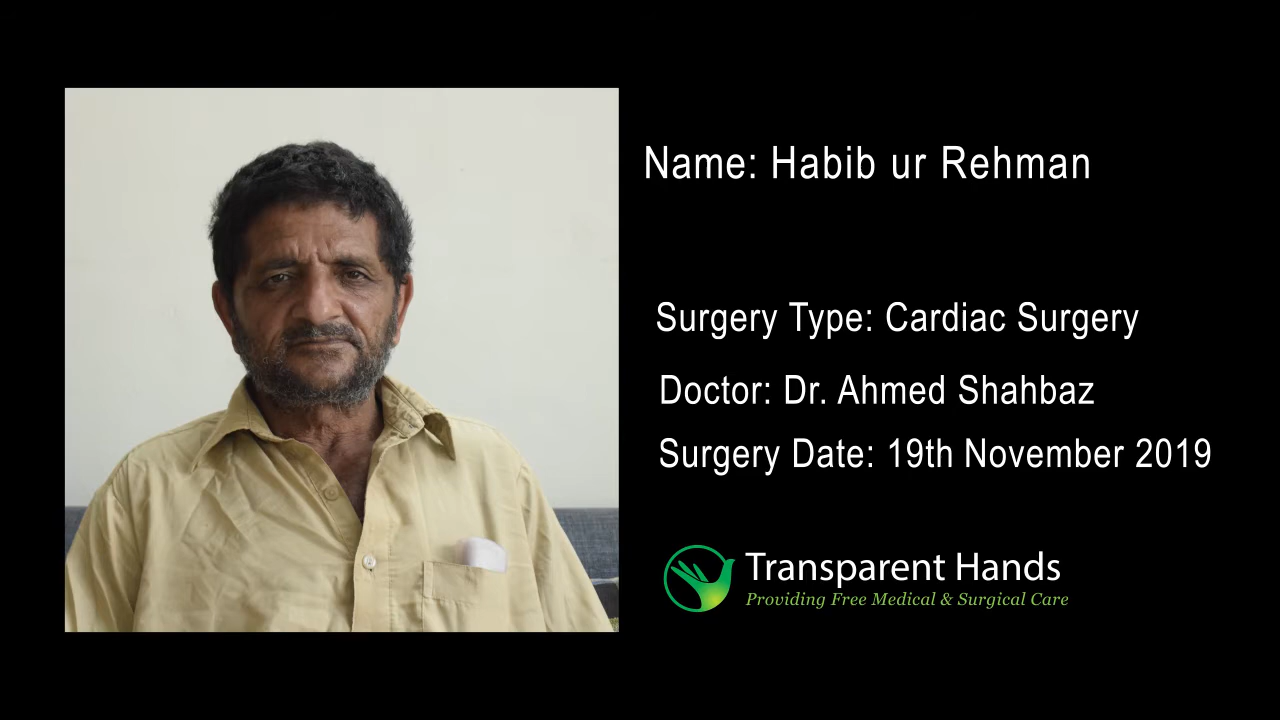 Name: Habib ur Rehman
Surgery Type: Cardiac Surgery
Doctor: Dr. Ahmed Shahbaz
Surgery Date: 19th November 2019
Transparent Hands
Providing Free Medical & Surgical Care